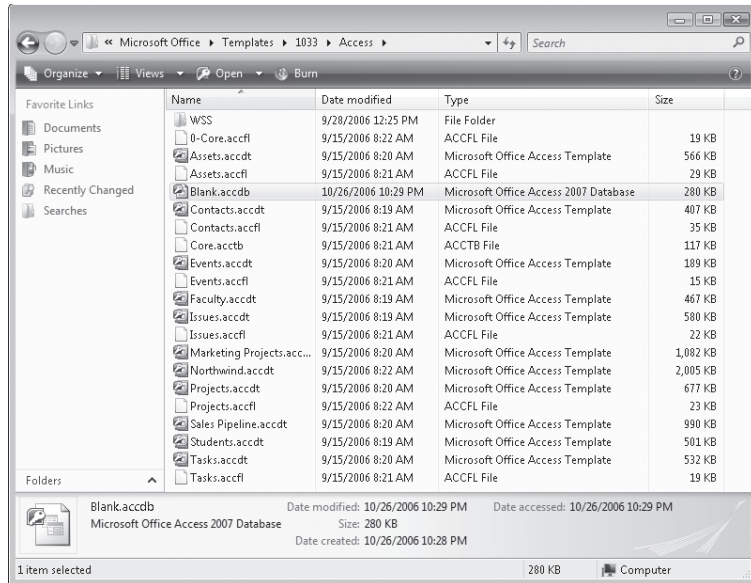 « Microsoft Office ▸ Templates ▸ 1033 ▸ Access ▸ Search
Organize Views Open Burn
Favorite Links
Documents
Pictures
Music
Recently Changed
Searches
Folders
Name Date modified Type Size
WSS 9/28/2006 12:25 PM File Folder
0-Core.accfl 9/15/2006 8:22 AM ACCFL File 19 KB
Assets.accdt 9/15/2006 8:20 AM Microsoft Office Access Template 566 KB
Assets.accfl 9/15/2006 8:21 AM ACCFL File 29 KB
Blank.accdb 10/26/2006 10:29 PM Microsoft Office Access 2007 Database 280 KB
Contacts.accdt 9/15/2006 8:19 AM Microsoft Office Access Template 407 KB
Contacts.accfl 9/15/2006 8:21 AM ACCFL File 35 KB
Core.acctb 9/15/2006 8:21 AM ACCTB File 117 KB
Events.accdt 9/15/2006 8:20 AM Microsoft Office Access Template 189 KB
Events.accfl 9/15/2006 8:21 AM ACCFL File 15 KB
Faculty.accdt 9/15/2006 8:19 AM Microsoft Office Access Template 467 KB
Issues.accdt 9/15/2006 8:19 AM Microsoft Office Access Template 580 KB
Issues.accfl 9/15/2006 8:21 AM ACCFL File 22 KB
Marketing Projects.acc... 9/15/2006 8:20 AM Microsoft Office Access Template 1,082 KB
Northwind.accdt 9/15/2006 8:22 AM Microsoft Office Access Template 2,005 KB
Projects.accdt 9/15/2006 8:20 AM Microsoft Office Access Template 677 KB
Projects.accfl 9/15/2006 8:22 AM ACCFL File 23 KB
Sales Pipeline.accdt 9/15/2006 8:20 AM Microsoft Office Access Template 990 KB
Students.accdt 9/15/2006 8:19 AM Microsoft Office Access Template 501 KB
Tasks.accdt 9/15/2006 8:20 AM Microsoft Office Access Template 532 KB
Tasks.accfl 9/15/2006 8:21 AM ACCFL File 19 KB
Blank.accdb Date modified: 10/26/2006 10:29 PM Date accessed: 10/26/2006 10:29 PM
Microsoft Office Access 2007 Database Size: 280 KB
Date created: 10/26/2006 10:28 PM
1 item selected 280 KB Computer